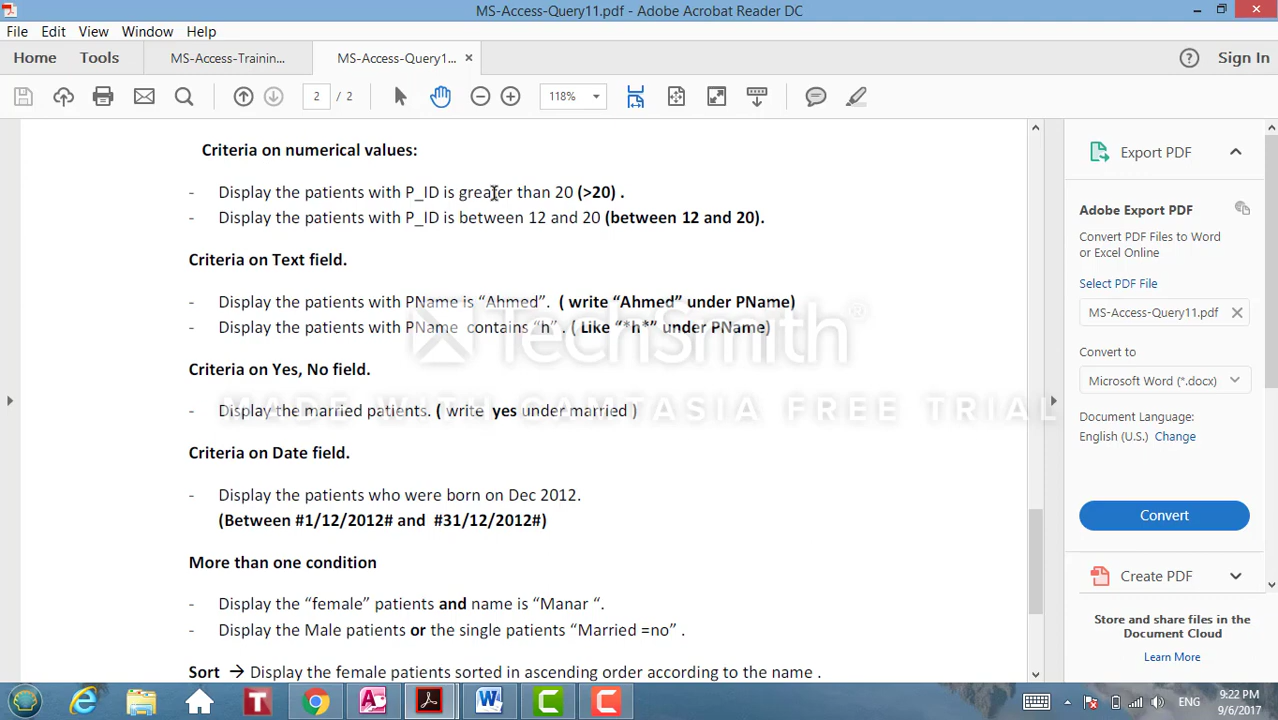 MS-Access-Query11.pdf - Adobe Acrobat Reader DC
File Edit View Window Help
Home Tools MS-Access-Trainin... MS-Access-Query1... × ? Sign In
2 / 2 118%
Criteria on numerical values:
- Display the patients with P_ID is greater than 20 (>20) .
- Display the patients with P_ID is between 12 and 20 (between 12 and 20).
Criteria on Text field.
- Display the patients with PName is “Ahmed”. ( write “Ahmed” under PName)
- Display the patients with PName contains “h” . ( Like “*h*” under PName)
TechSmith®
Criteria on Yes, No field.
MADE WITH CAMTASIA FREE TRIAL
- Display the married patients. ( write yes under married )
Criteria on Date field.
- Display the patients who were born on Dec 2012.
(Between #1/12/2012# and #31/12/2012#)
More than one condition
- Display the “female” patients and name is “Manar “.
- Display the Male patients or the single patients “Married =no” .
Sort → Display the female patients sorted in ascending order according to the name .
Export PDF
Adobe Export PDF
Convert PDF Files to Word
or Excel Online
Select PDF File
MS-Access-Query11.pdf ×
Convert to
Microsoft Word (*.docx)
Document Language:
English (U.S.) Change
Convert
Create PDF
Store and share files in the
Document Cloud
Learn More
T A W C C ENG 9:22 PM
9/6/2017